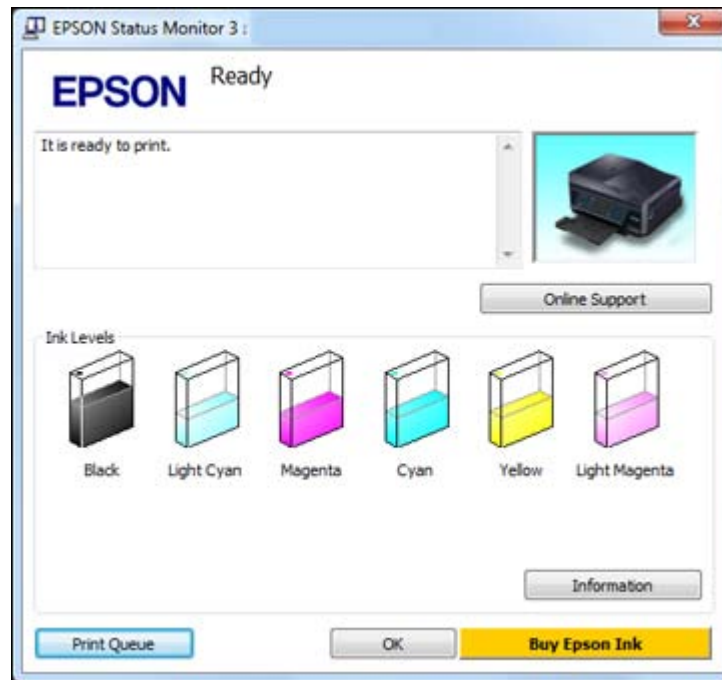 EPSON Status Monitor 3 :
EPSON
Ready
It is ready to print.
Online Support
Ink Levels
Black Light Cyan Magenta Cyan Yellow Light Magenta
Information
Print Queue OK Buy Epson Ink